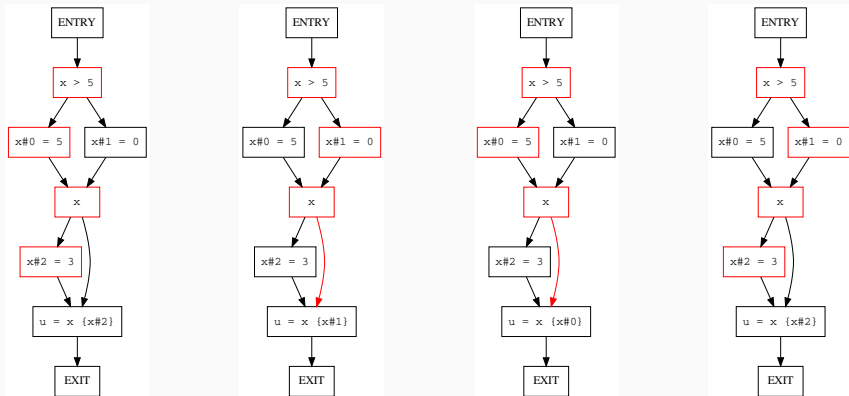 ENTRY
x > 5
x#0 = 5
x#1 = 0
x
x#2 = 3
u = x {x#2}
EXIT
ENTRY
x > 5
x#0 = 5
x#1 = 0
x
x#2 = 3
u = x {x#1}
EXIT
ENTRY
x > 5
x#0 = 5
x#1 = 0
x
x#2 = 3
u = x {x#0}
EXIT
ENTRY
x > 5
x#0 = 5
x#1 = 0
x
x#2 = 3
u = x {x#2}
EXIT